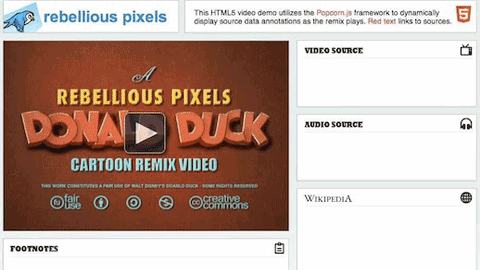 rebellious pixels
This HTML5 video demo utilizes the Popcorn.js framework to dynamically
display source data annotations as the remix plays. Red text links to sources.
A
REBELLIOUS PIXELS
DONALD DUCK
CARTOON REMIX VIDEO
THIS WORK CONSTITUTES A FAIR USE OF WALT DISNEY'S DONALD DUCK - SOME RIGHTS RESERVED
fair use
creative commons
VIDEO SOURCE
AUDIO SOURCE
WIKIPEDIA
FOOTNOTES